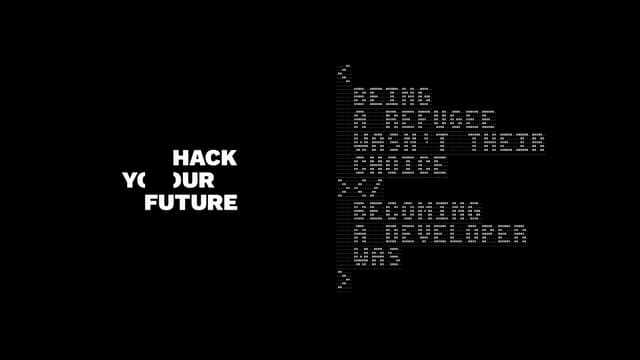 HACK
YOUR
FUTURE
<
BEING
A REFUGEE
WASN'T THEIR
CHOICE
></
BECOMING
A DEVELOPER
WAS
>